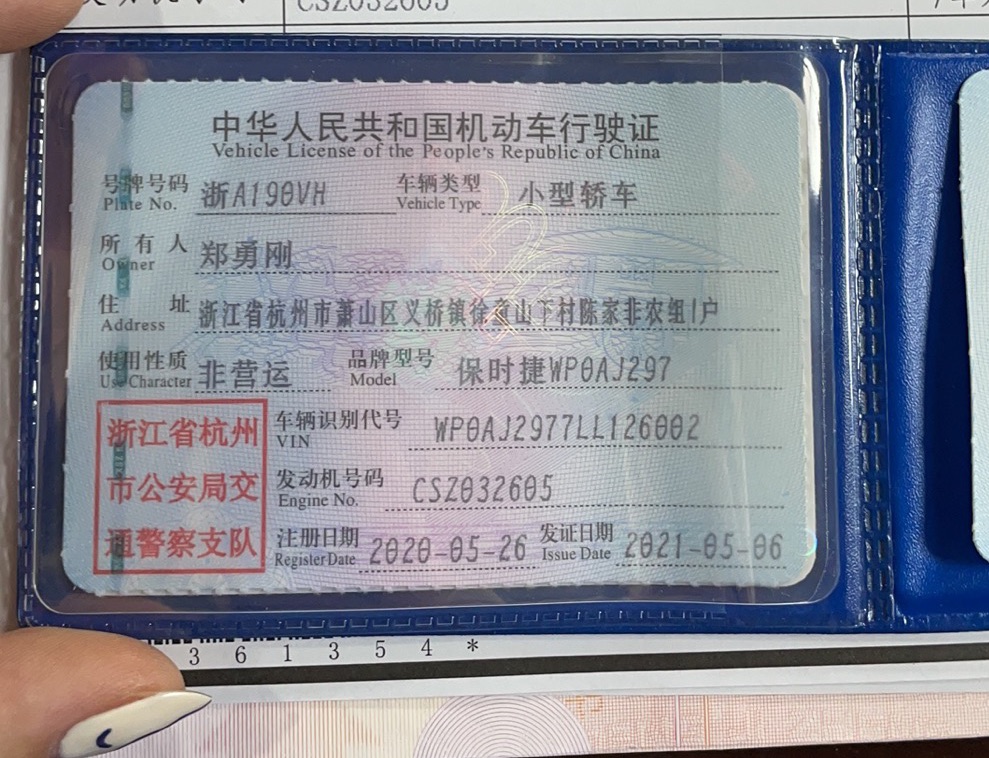 CSZ032605
中华人民共和国机动车行驶证
Vehicle License of the People's Republic of China
号牌号码 浙A190VH 车辆类型 小型轿车
Plate No. Vehicle Type
所有人 郑勇刚
Owner
住址 浙江省杭州市萧山区义桥镇徐童山下村陈家非农组1户
Address
使用性质 非营运 品牌型号 保时捷WP0AJ297
Use Character Model
浙江省杭州 车辆识别代号 WP0AJ2977LL126002
VIN
市公安局交 发动机号码 CSZ032605
Engine No.
通警察支队 注册日期 2020-05-26 发证日期 2021-05-06
Register Date Issue Date
3 6 1 3 5 4 *